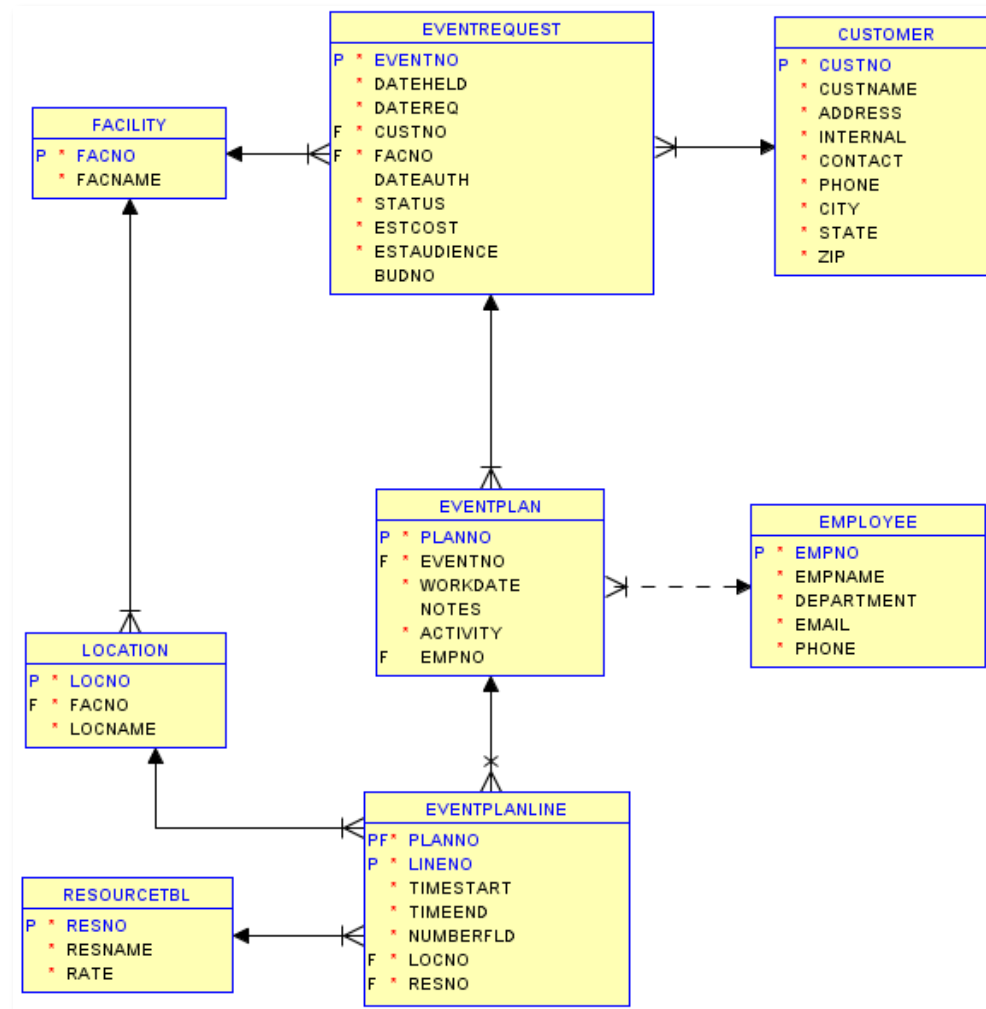 EVENTREQUEST
P * EVENTNO
* DATEHELD
* DATEREQ
F * CUSTNO
F * FACNO
DATEAUTH
* STATUS
* ESTCOST
* ESTAUDIENCE
BUDNO
CUSTOMER
P * CUSTNO
* CUSTNAME
* ADDRESS
* INTERNAL
* CONTACT
* PHONE
* CITY
* STATE
* ZIP
FACILITY
P * FACNO
* FACNAME
EVENTPLAN
P * PLANNO
F * EVENTNO
* WORKDATE
NOTES
* ACTIVITY
F EMPNO
EMPLOYEE
P * EMPNO
* EMPNAME
* DEPARTMENT
* EMAIL
* PHONE
LOCATION
P * LOCNO
F * FACNO
* LOCNAME
EVENTPLANLINE
PF* PLANNO
P * LINENO
* TIMESTART
* TIMEEND
* NUMBERFLD
F * LOCNO
F * RESNO
RESOURCETBL
P * RESNO
* RESNAME
* RATE